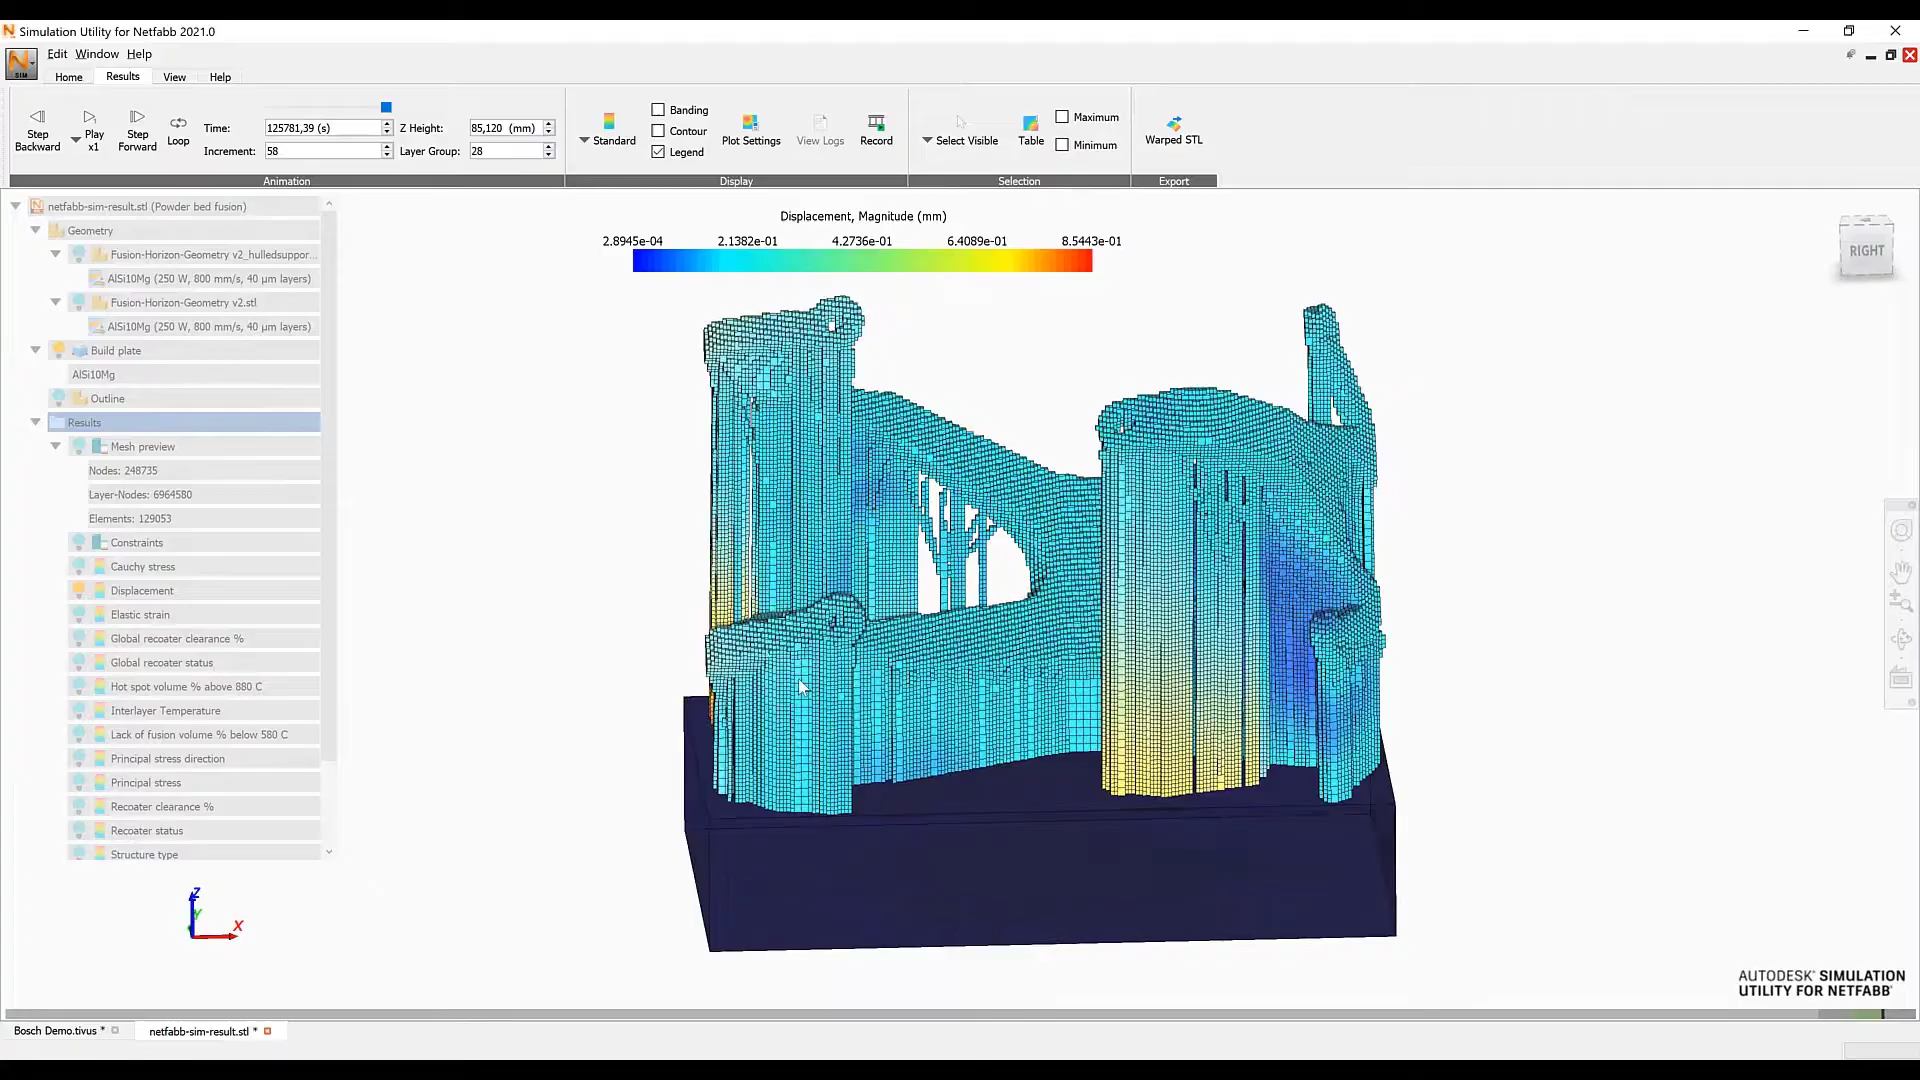 Simulation Utility for Netfabb 2021.0
Edit Window Help
Home Results View Help
Step Backward
Play x1
Step Forward
Loop
Time: 125781,39 (s)
Increment: 58
Z Height: 85,120 (mm)
Layer Group: 28
Animation
Standard
Banding
Contour
Legend
Plot Settings
View Logs
Record
Display
Select Visible
Table
Maximum
Minimum
Selection
Warped STL
Export
netfabb-sim-result.stl (Powder bed fusion)
Geometry
Fusion-Horizon-Geometry v2_hulledsuppor...
AlSi10Mg (250 W, 800 mm/s, 40 µm layers)
Fusion-Horizon-Geometry v2.stl
AlSi10Mg (250 W, 800 mm/s, 40 µm layers)
Build plate
AlSi10Mg
Outline
Results
Mesh preview
Nodes: 248735
Layer-Nodes: 6964580
Elements: 129053
Constraints
Cauchy stress
Displacement
Elastic strain
Global recoater clearance %
Global recoater status
Hot spot volume % above 880 C
Interlayer Temperature
Lack of fusion volume % below 580 C
Principal stress direction
Principal stress
Recoater clearance %
Recoater status
Structure type
Displacement, Magnitude (mm)
2.8945e-04 2.1382e-01 4.2736e-01 6.4089e-01 8.5443e-01
RIGHT
Z
Y
X
AUTODESK® SIMULATION
UTILITY FOR NETFABB®
Bosch Demo.tivus *
netfabb-sim-result.stl *